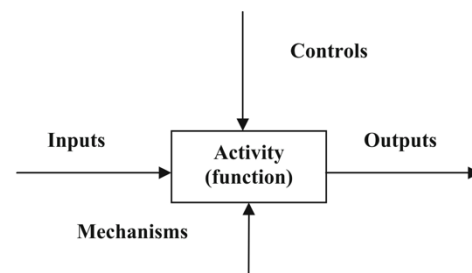 Controls
Inputs
Activity
(function)
Outputs
Mechanisms